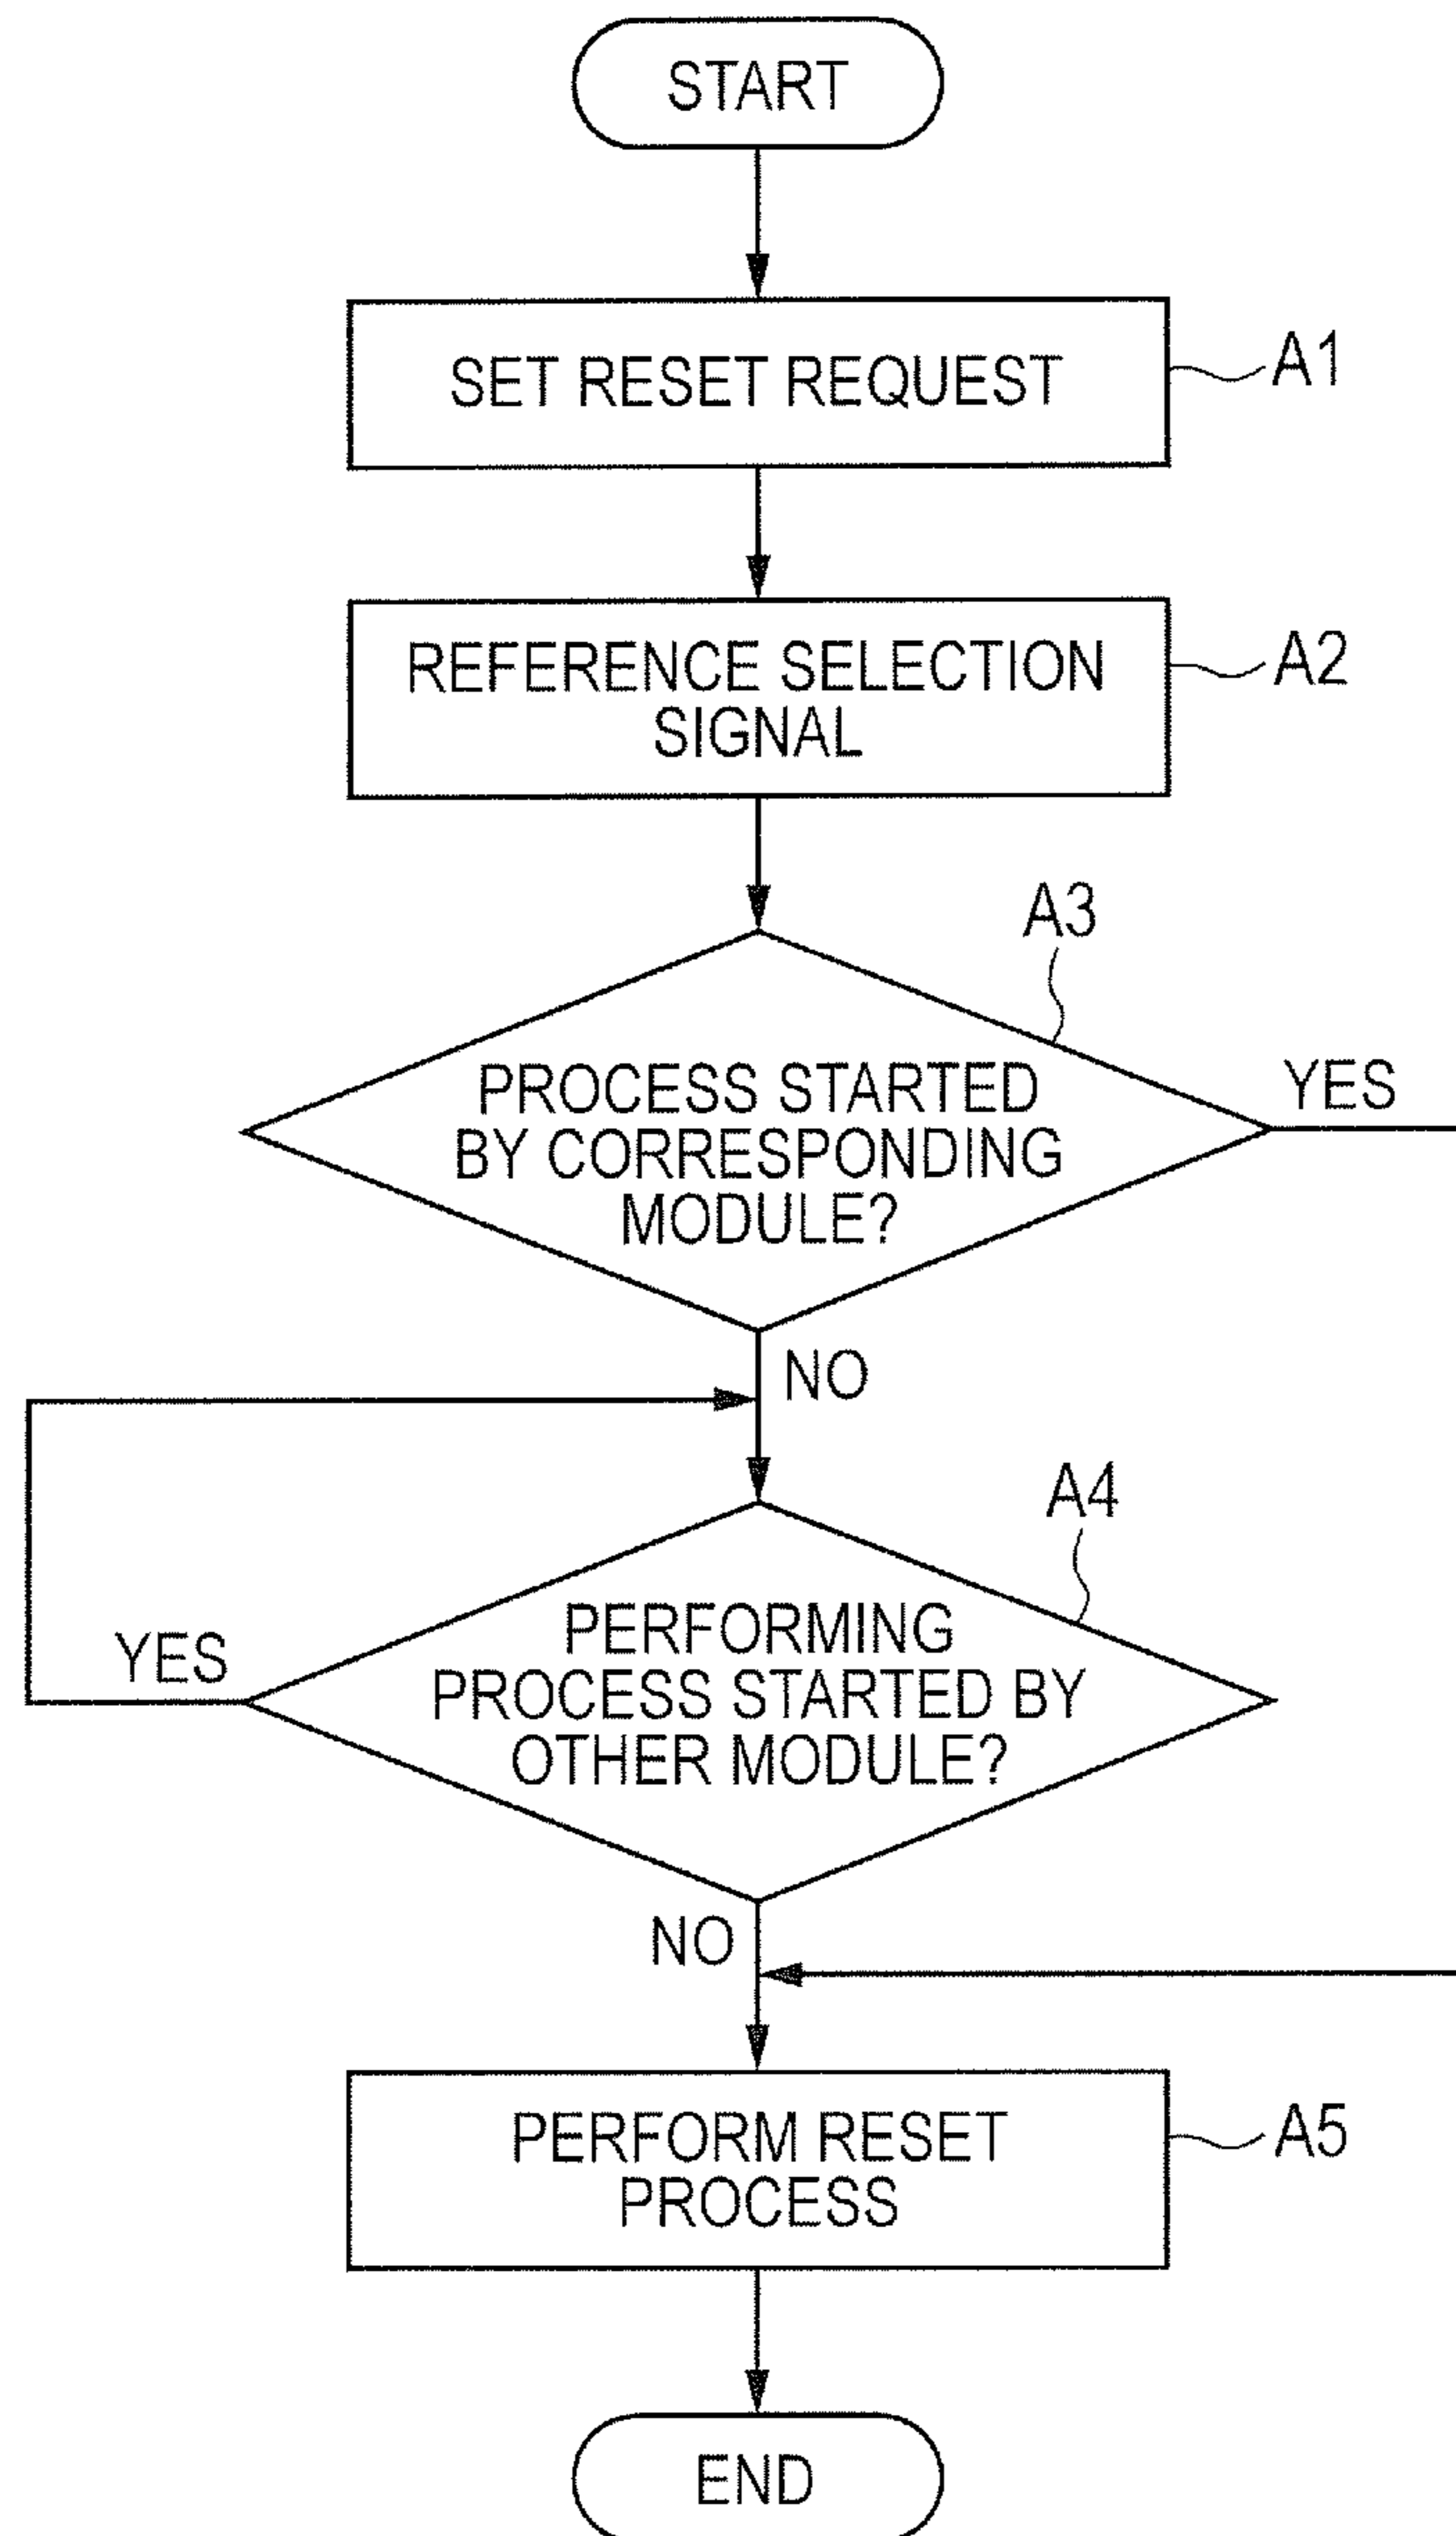 START
SET RESET REQUEST
A1
REFERENCE SELECTION
SIGNAL
A2
A3
PROCESS STARTED
BY CORRESPONDING
MODULE?
YES
NO
A4
PERFORMING
PROCESS STARTED BY
OTHER MODULE?
YES
NO
PERFORM RESET
PROCESS
A5
END